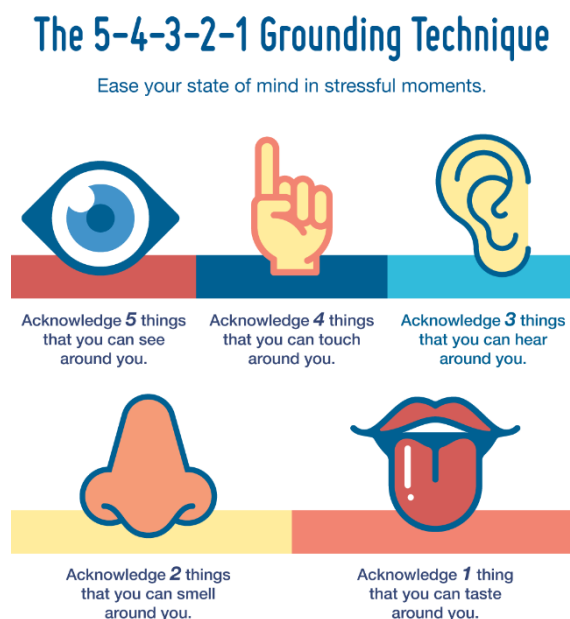 The 5-4-3-2-1 Grounding Technique
Ease your state of mind in stressful moments.
Acknowledge 5 things
that you can see
around you.
Acknowledge 4 things
that you can touch
around you.
Acknowledge 3 things
that you can hear
around you.
Acknowledge 2 things
that you can smell
around you.
Acknowledge 1 thing
that you can taste
around you.